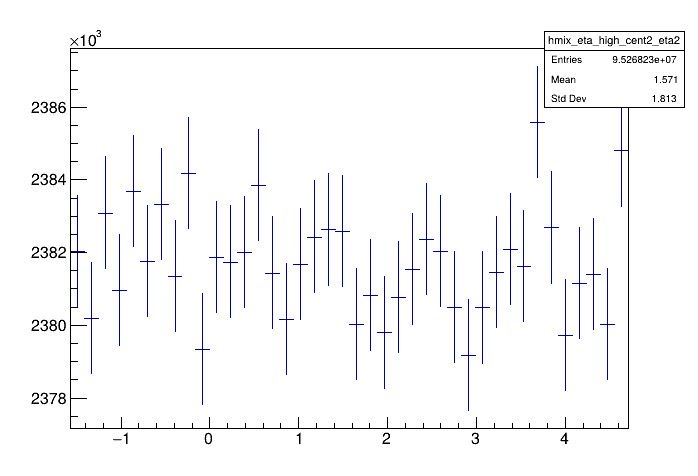 ×10³
hmix_eta_high_cent2_eta2
Entries 9.526823e+07
Mean 1.571
Std Dev 1.813
2386
2384
2382
2380
2378
−1 0 1 2 3 4